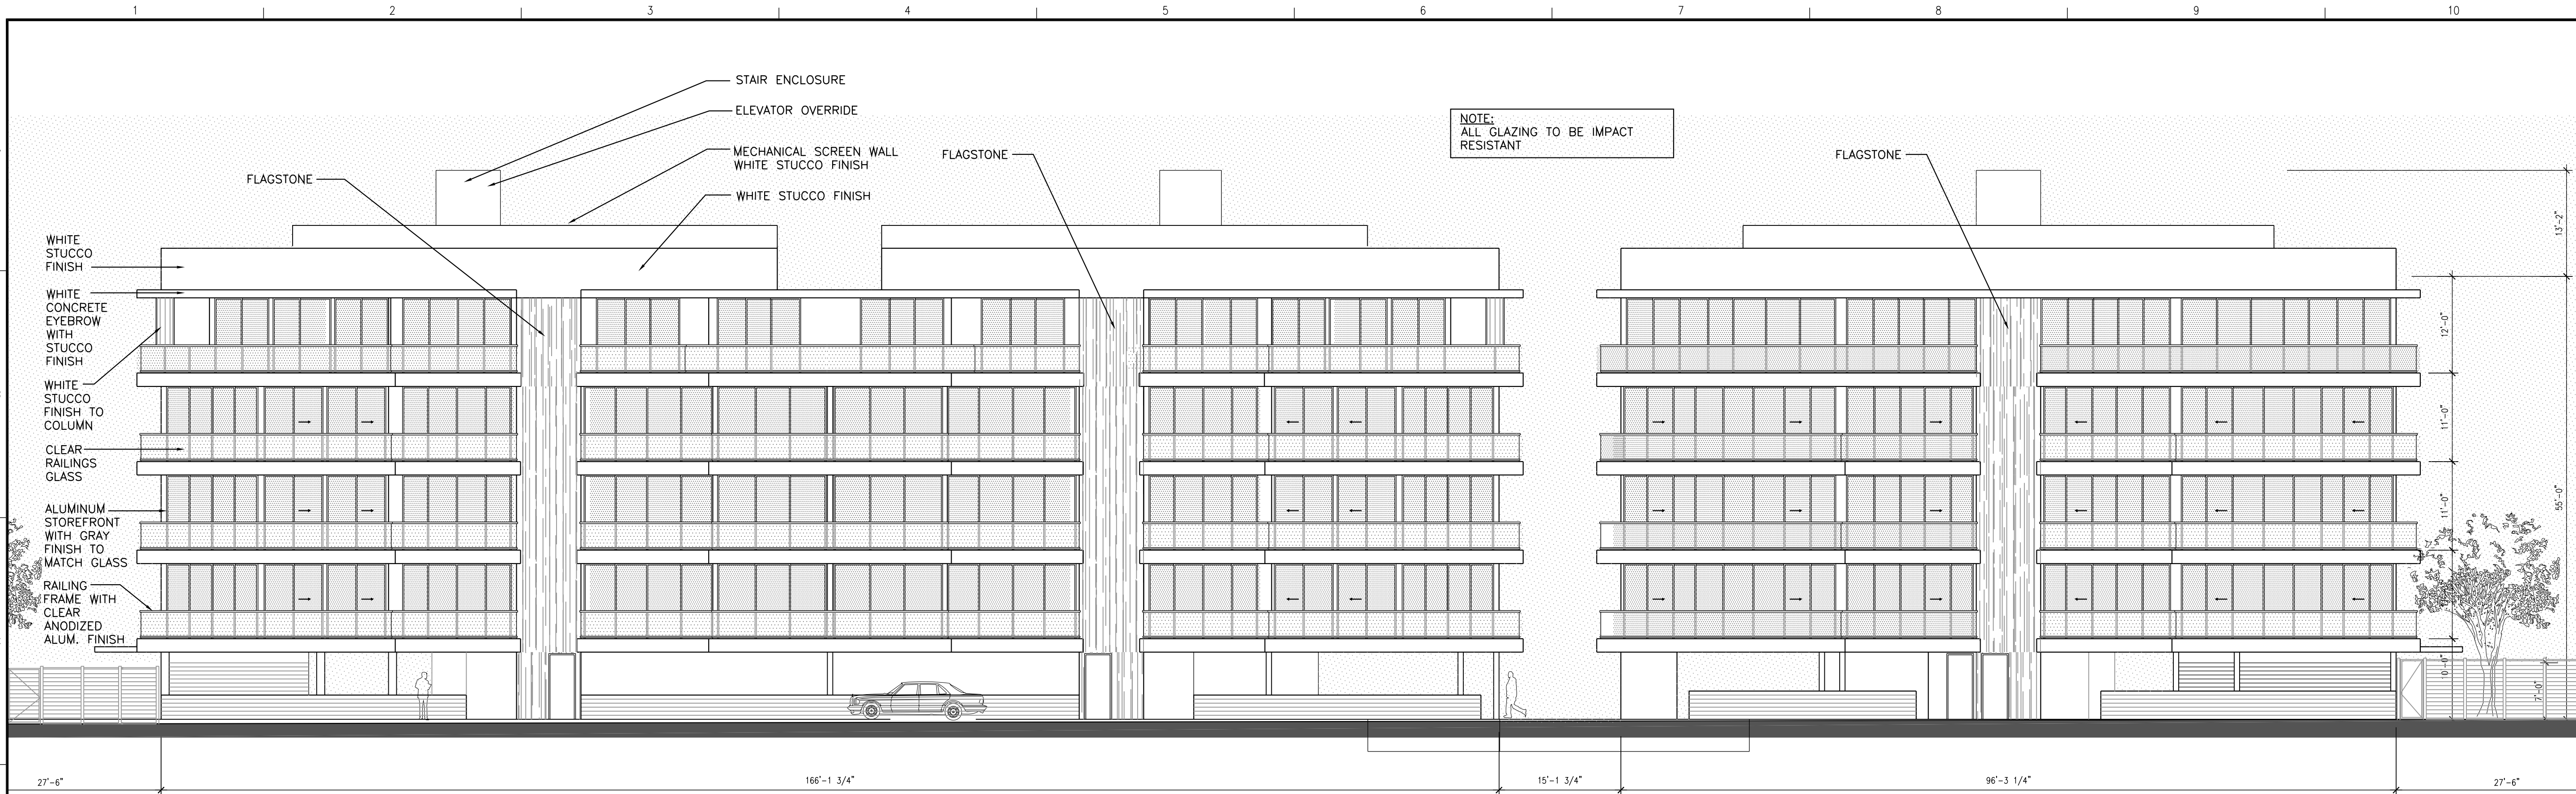 1 2 3 4 5 6 7 8 9 10
STAIR ENCLOSURE
ELEVATOR OVERRIDE
MECHANICAL SCREEN WALL
WHITE STUCCO FINISH
WHITE STUCCO FINISH
FLAGSTONE
FLAGSTONE
NOTE:
ALL GLAZING TO BE IMPACT
RESISTANT
FLAGSTONE
WHITE
STUCCO
FINISH
WHITE
CONCRETE
EYEBROW
WITH
STUCCO
FINISH
WHITE
STUCCO
FINISH TO
COLUMN
CLEAR
RAILINGS
GLASS
ALUMINUM
STOREFRONT
WITH GRAY
FINISH TO
MATCH GLASS
RAILING
FRAME WITH
CLEAR
ANODIZED
ALUM. FINISH
13'-2"
12'-0"
11'-0"
11'-0"
55'-0"
10'-0"
7'-0"
27'-6"
166'-1 3/4"
15'-1 3/4"
96'-3 1/4"
27'-6"